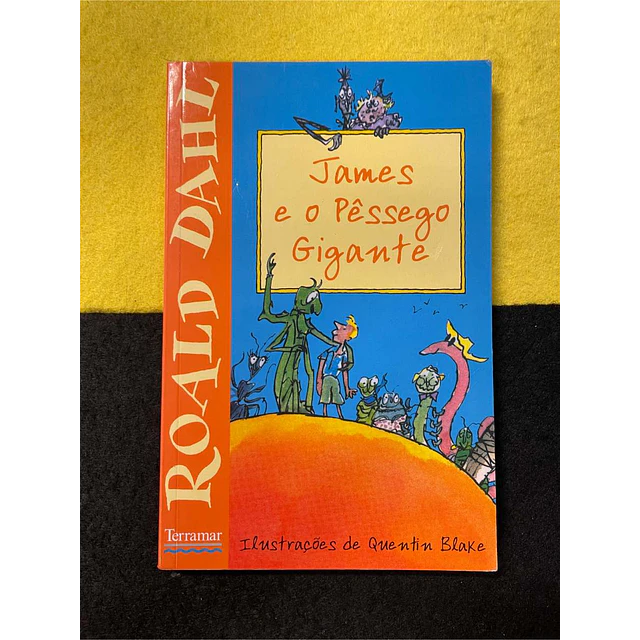 ROALD DAHL
James
e o Pêssego
Gigante
Terramar
Ilustrações de Quentin Blake